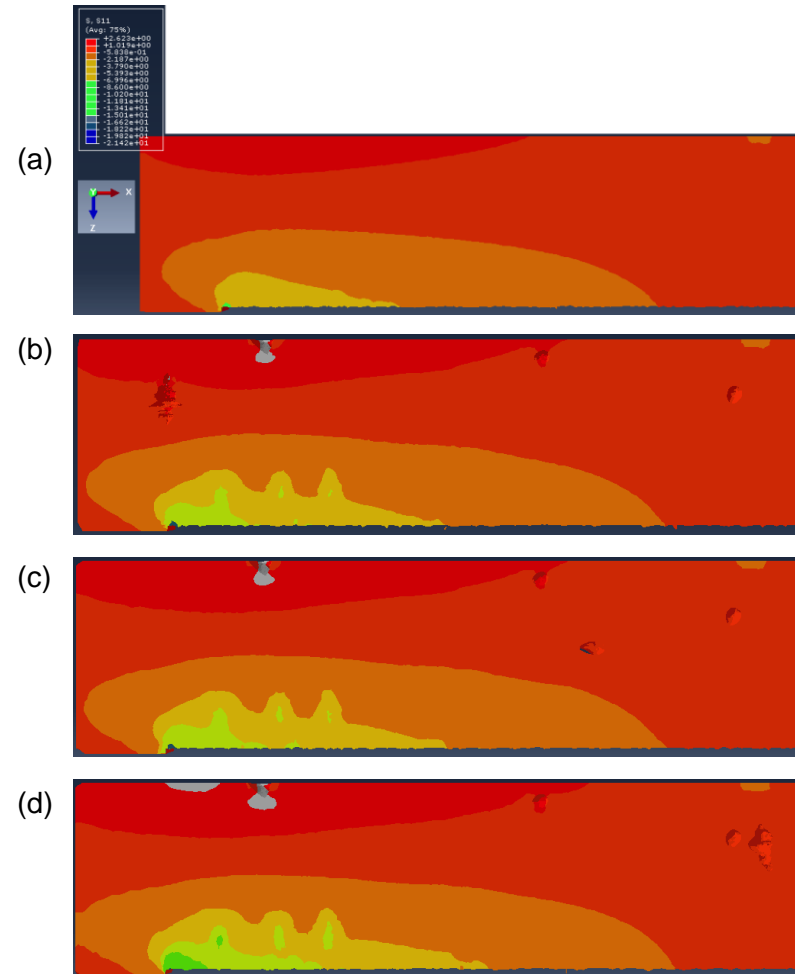 S, S11
(Avg: 75%)
+2.623e+00
+1.019e+00
-5.838e-01
-2.187e+00
-3.790e+00
-5.393e+00
-6.996e+00
-8.600e+00
-1.020e+01
-1.181e+01
-1.341e+01
-1.501e+01
-1.662e+01
-1.822e+01
-1.982e+01
-2.142e+01
(a)
Y
X
Z
(b)
(c)
(d)